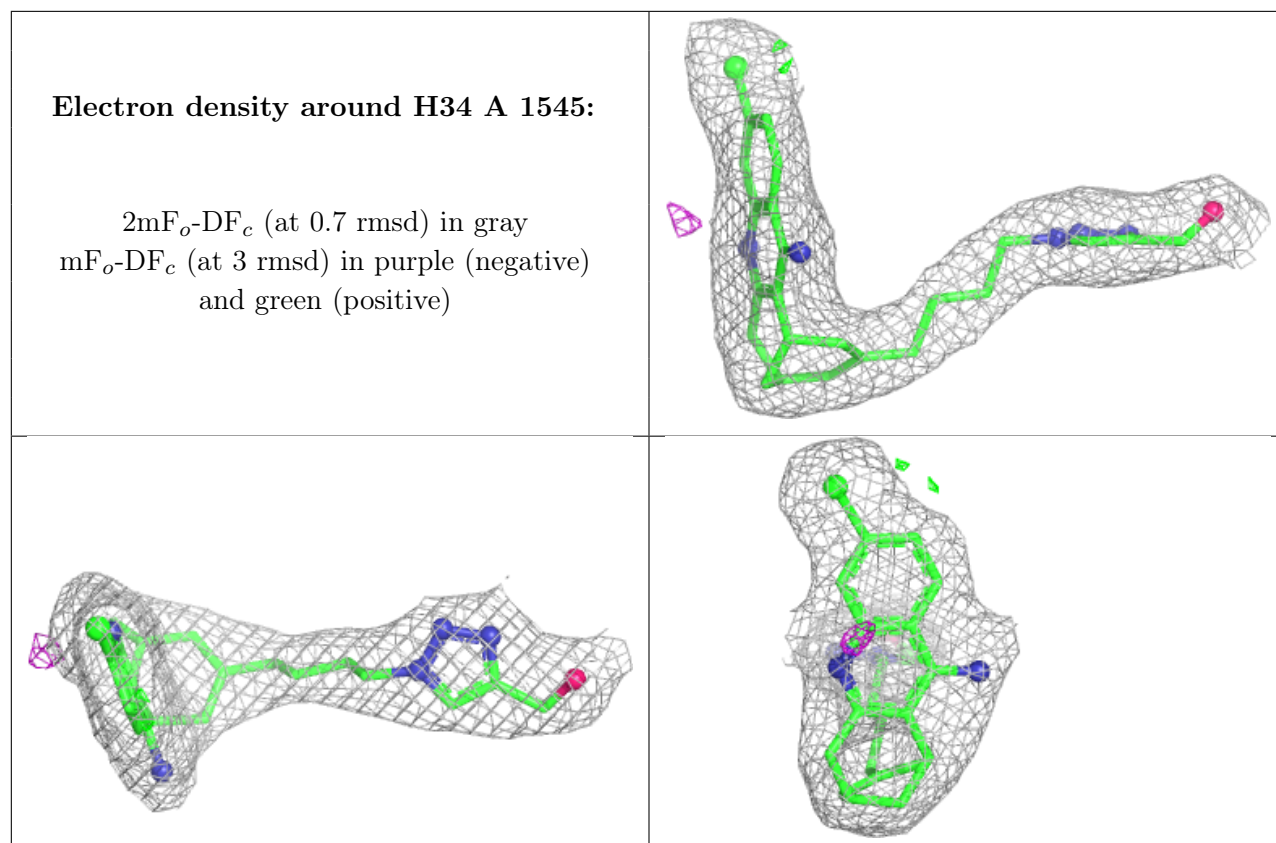 Electron density around H34 A 1545:
2mFo-DFc (at 0.7 rmsd) in gray
mFo-DFc (at 3 rmsd) in purple (negative)
and green (positive)